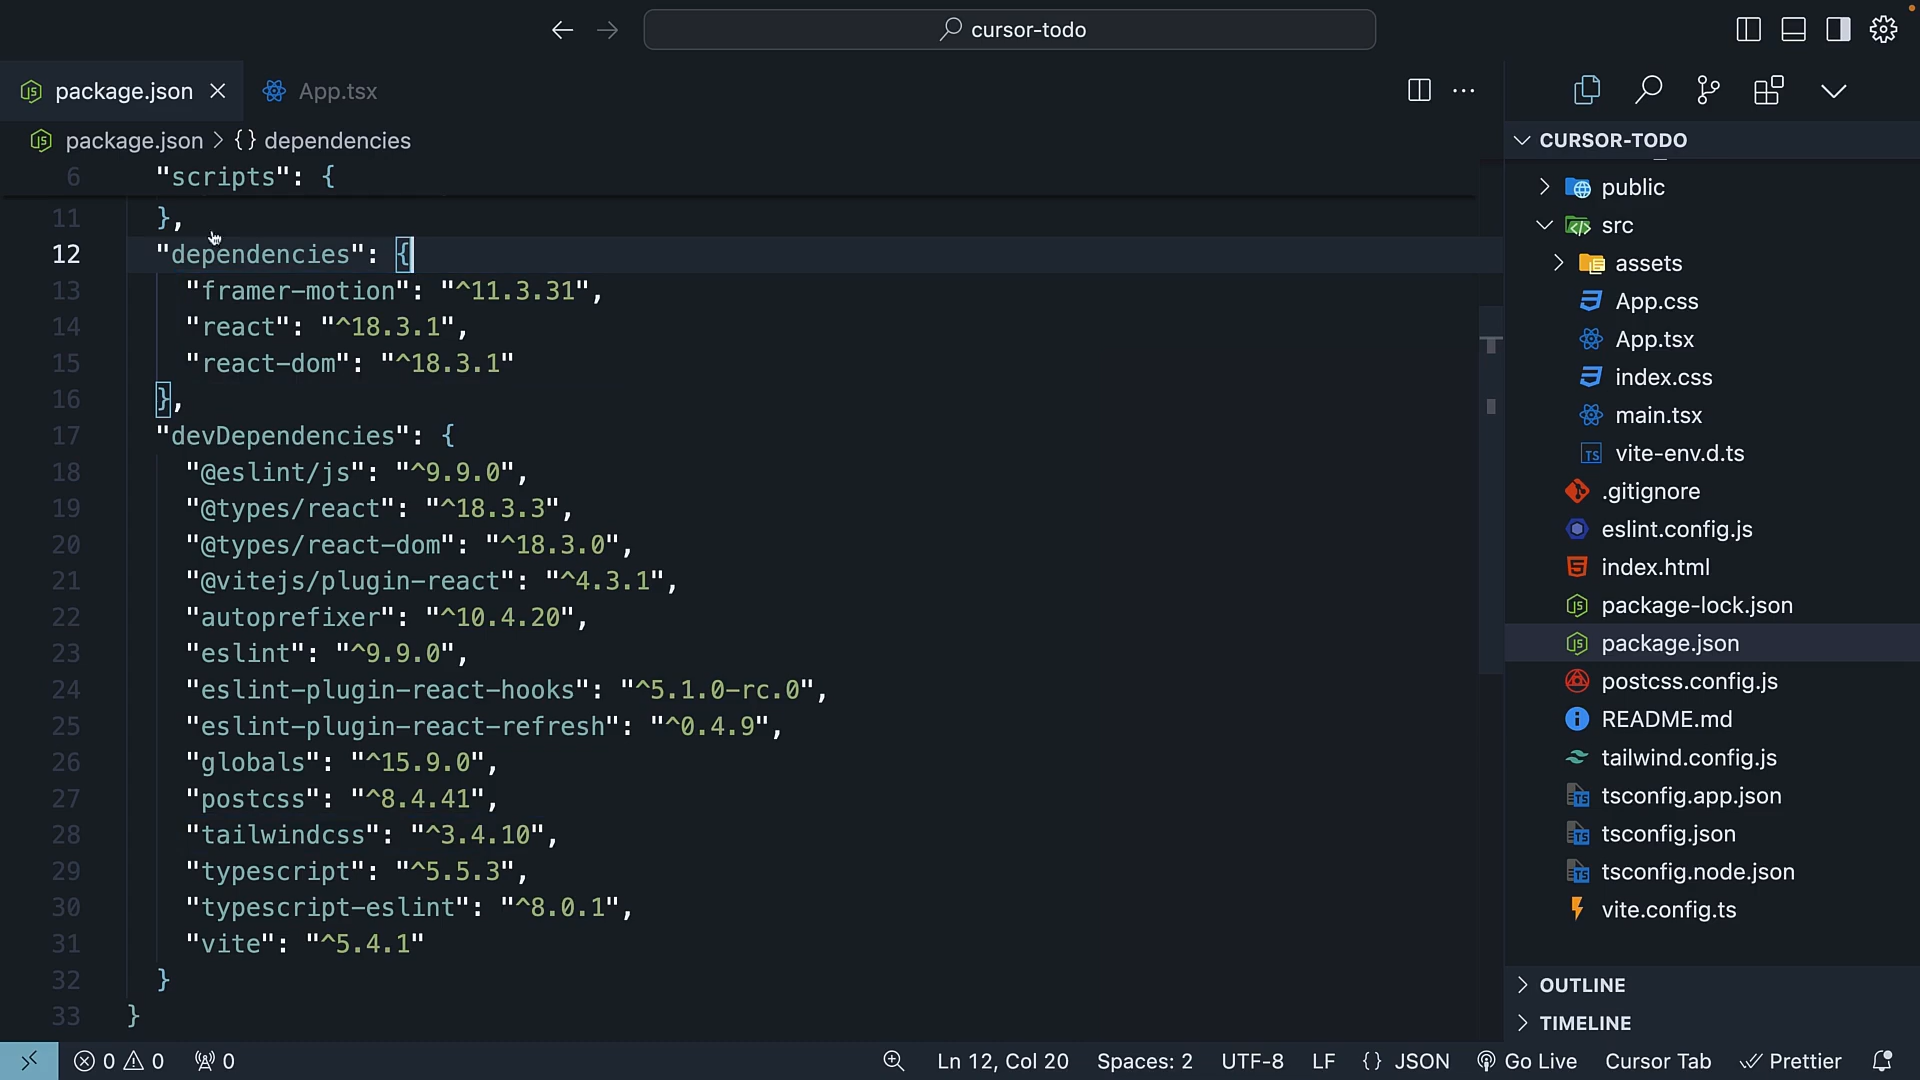 cursor-todo
package.json
App.tsx
package.json > {} dependencies
6 "scripts": {
11 },
12 "dependencies": {
13 "framer-motion": "^11.3.31",
14 "react": "^18.3.1",
15 "react-dom": "^18.3.1"
16 },
17 "devDependencies": {
18 "@eslint/js": "^9.9.0",
19 "@types/react": "^18.3.3",
20 "@types/react-dom": "^18.3.0",
21 "@vitejs/plugin-react": "^4.3.1",
22 "autoprefixer": "^10.4.20",
23 "eslint": "^9.9.0",
24 "eslint-plugin-react-hooks": "^5.1.0-rc.0",
25 "eslint-plugin-react-refresh": "^0.4.9",
26 "globals": "^15.9.0",
27 "postcss": "^8.4.41",
28 "tailwindcss": "^3.4.10",
29 "typescript": "^5.5.3",
30 "typescript-eslint": "^8.0.1",
31 "vite": "^5.4.1"
32 }
33 }
CURSOR-TODO
public
src
assets
App.css
App.tsx
index.css
main.tsx
TS vite-env.d.ts
.gitignore
eslint.config.js
index.html
package-lock.json
package.json
postcss.config.js
README.md
tailwind.config.js
tsconfig.app.json
tsconfig.json
tsconfig.node.json
vite.config.ts
OUTLINE
TIMELINE
0 0 0 Ln 12, Col 20 Spaces: 2 UTF-8 LF {} JSON Go Live Cursor Tab Prettier